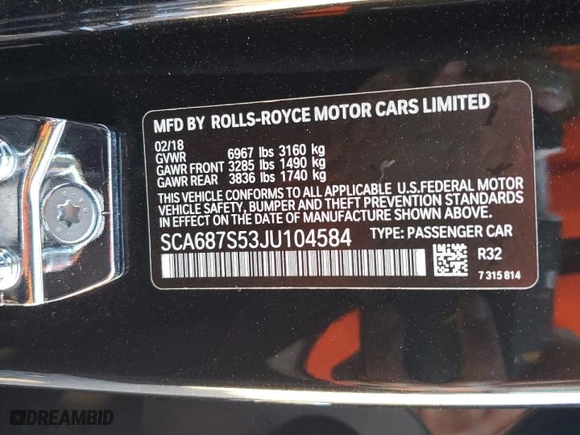 MFD BY ROLLS-ROYCE MOTOR CARS LIMITED
02/18
GVWR 6967 lbs 3160 kg
GAWR FRONT 3285 lbs 1490 kg
GAWR REAR 3836 lbs 1740 kg
THIS VEHICLE CONFORMS TO ALL APPLICABLE U.S.FEDERAL MOTOR
VEHICLE SAFETY, BUMPER AND THEFT PREVENTION STANDARDS
IN EFFECT ON THE DATE OF MANUFACTURE SHOWN ABOVE.
SCA687S53JU104584 TYPE: PASSENGER CAR
R32
7 315 814
DREAMBID